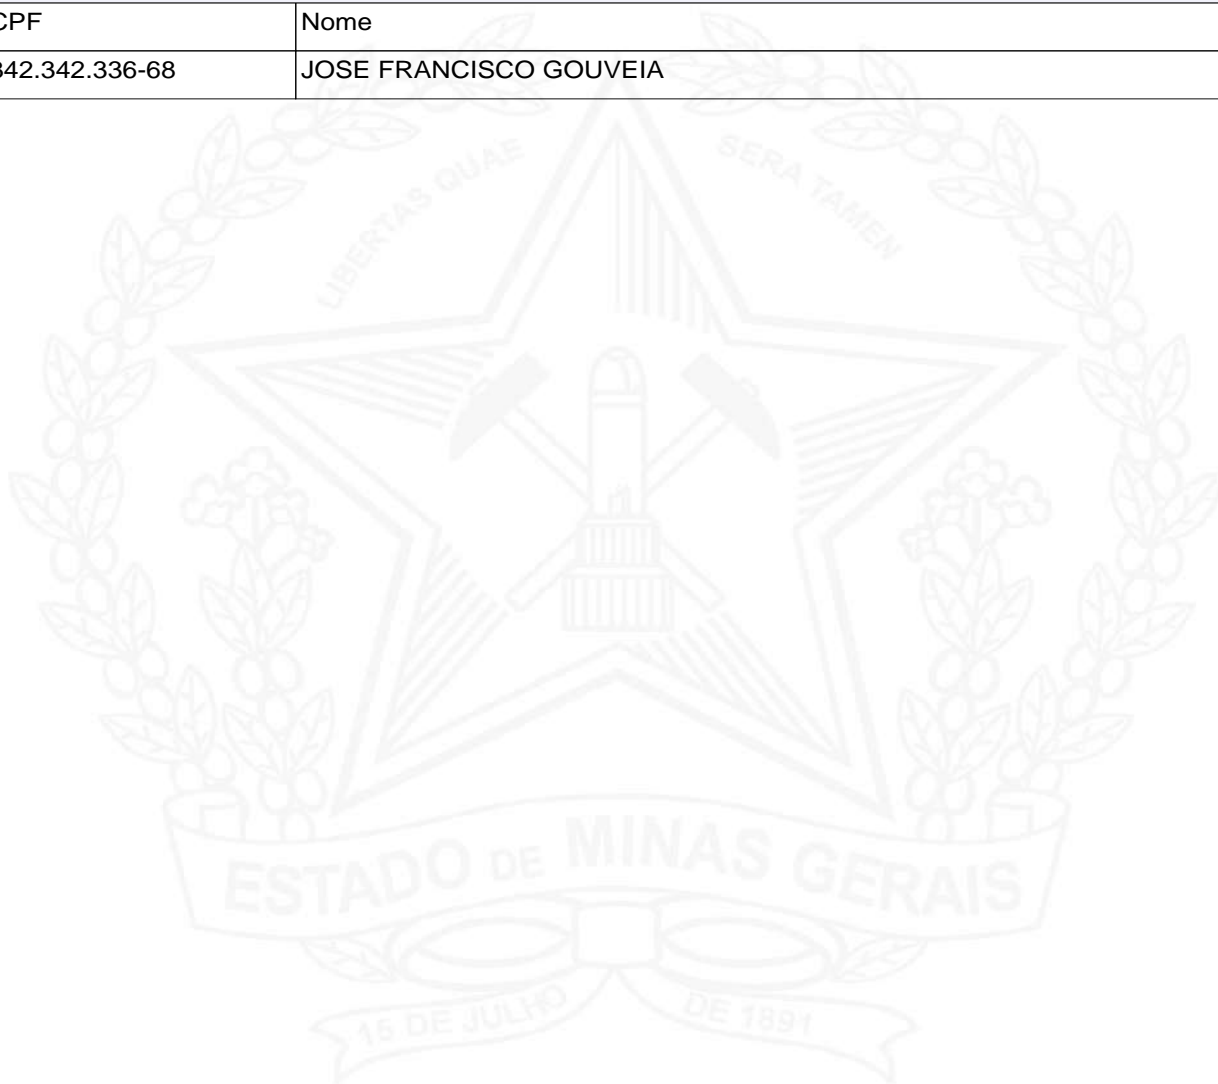 CPF Nome
342.342.336-68 JOSE FRANCISCO GOUVEIA
LIBERTAS QUAE SERA TAMEN
ESTADO DE MINAS GERAIS
15 DE JULHO DE 1891